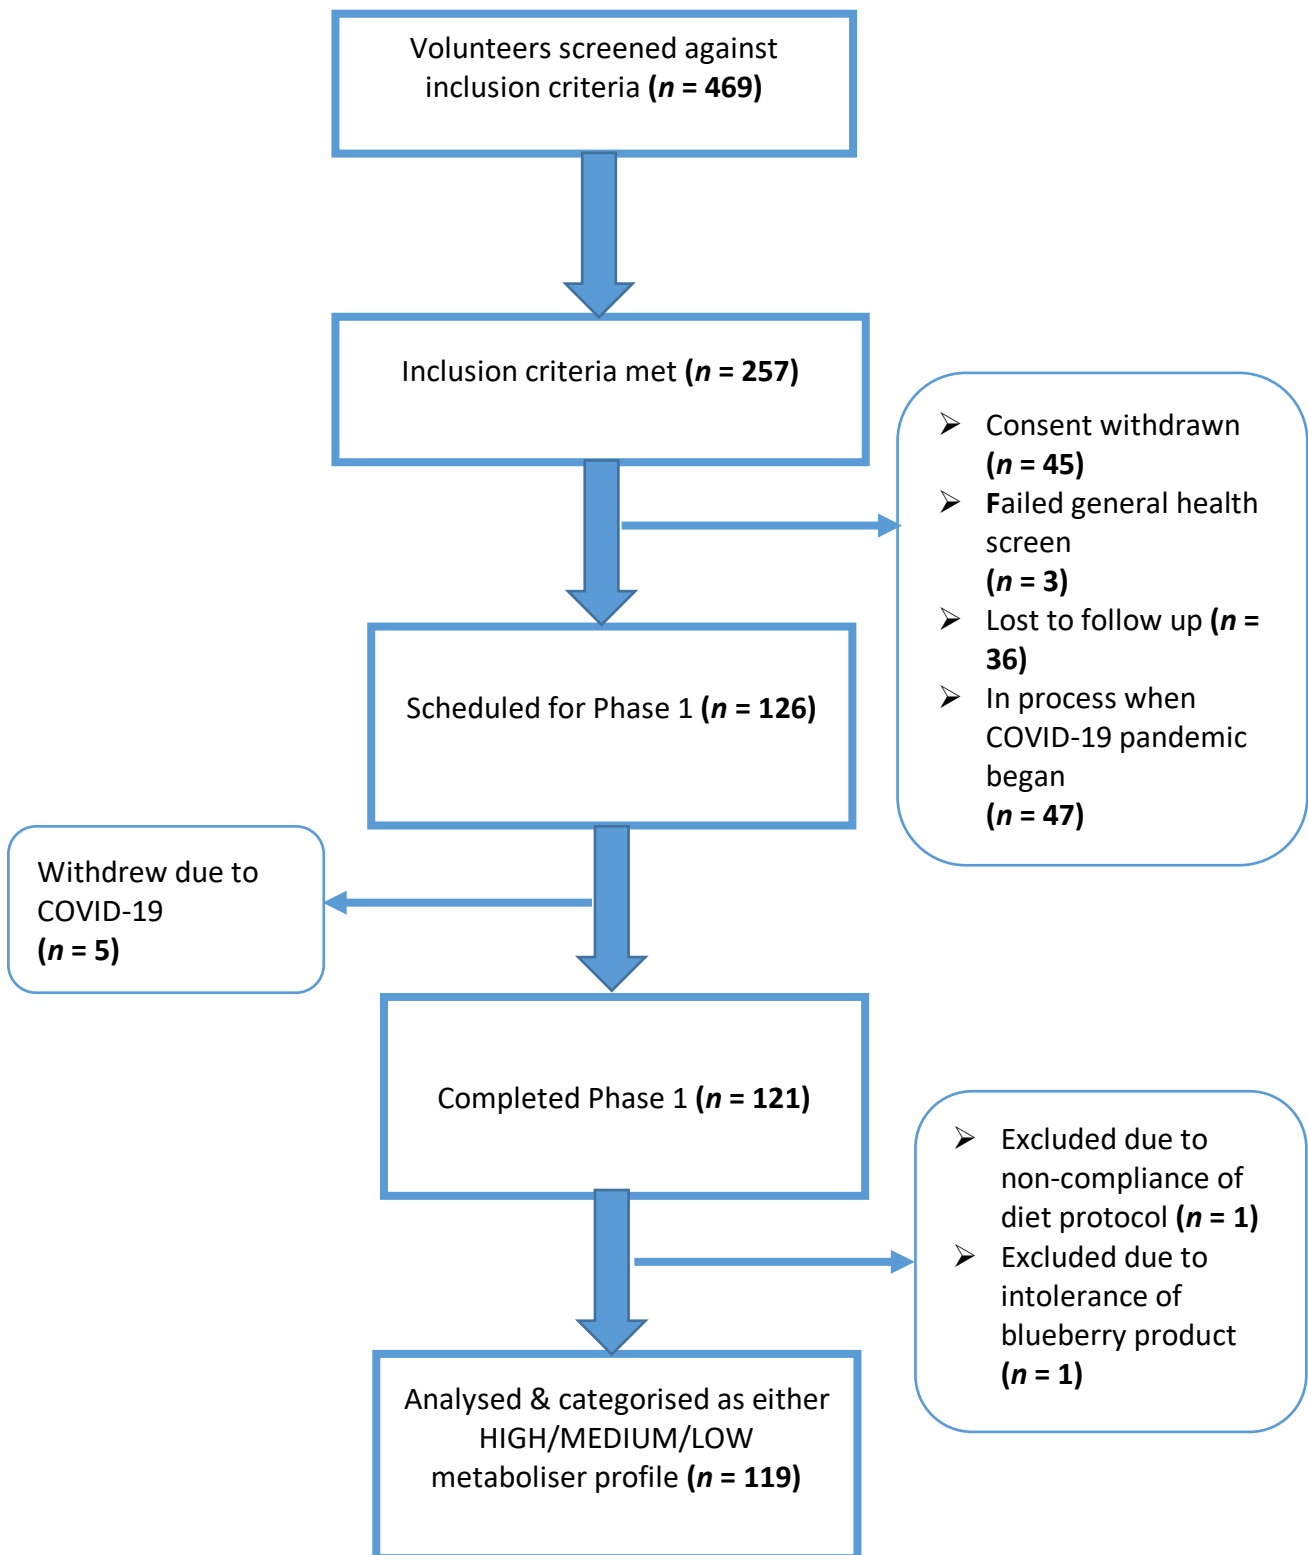 Volunteers screened against
inclusion criteria (n = 469)
Inclusion criteria met (n = 257)
➢ Consent withdrawn
(n = 45)
➢ Failed general health
screen
(n = 3)
➢ Lost to follow up (n =
36)
➢ In process when
COVID-19 pandemic
began
(n = 47)
Scheduled for Phase 1 (n = 126)
Withdrew due to
COVID-19
(n = 5)
Completed Phase 1 (n = 121)
➢ Excluded due to
non-compliance of
diet protocol (n = 1)
➢ Excluded due to
intolerance of
blueberry product
(n = 1)
Analysed & categorised as either
HIGH/MEDIUM/LOW
metaboliser profile (n = 119)